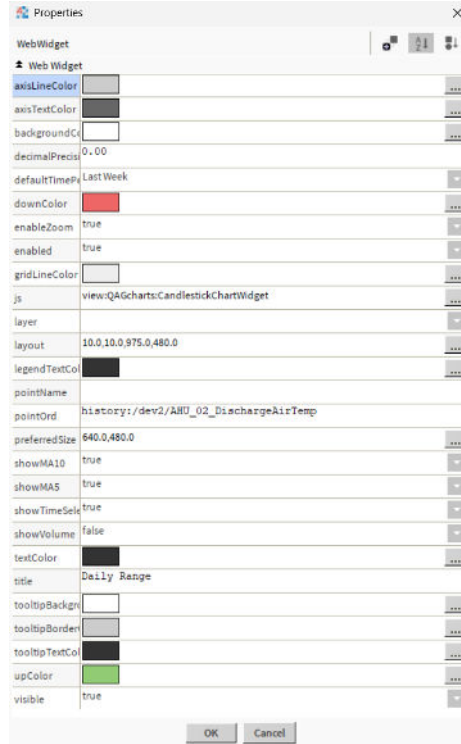 Properties
WebWidget
Web Widget
axisLineColor
axisTextColor
backgroundCo
decimalPrecisi 0.00
defaultTimePe Last Week
downColor
enableZoom true
enabled true
gridLineColor
js view:QAGcharts:CandlestickChartWidget
layer
layout 10.0,10.0,975.0,480.0
legendTextCol
pointName
pointOrd history:/dev2/AHU_02_DischargeAirTemp
preferredSize 640.0,480.0
showMA10 true
showMA5 true
showTimeSele true
showVolume false
textColor
title Daily Range
tooltipBackgro
tooltipBorder
tooltipTextCol
upColor
visible true
OK Cancel